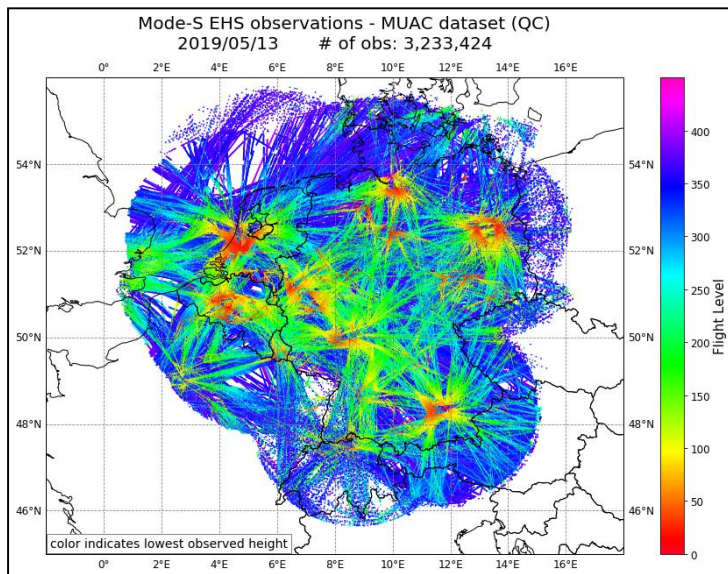 Mode-S EHS observations - MUAC dataset (QC)
2019/05/13 # of obs: 3,233,424
0° 2°E 4°E 6°E 8°E 10°E 12°E 14°E 16°E
54°N 54°N
52°N 52°N
50°N 50°N
48°N 48°N
46°N 46°N
0° 2°E 4°E 6°E 8°E 10°E 12°E 14°E 16°E
color indicates lowest observed height
400
350
300
250
200
150
100
50
0
Flight Level